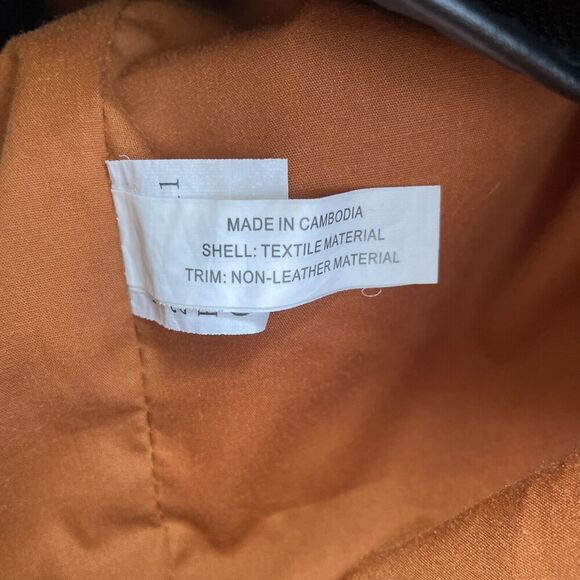 MADE IN CAMBODIA
SHELL: TEXTILE MATERIAL
TRIM: NON-LEATHER MATERIAL